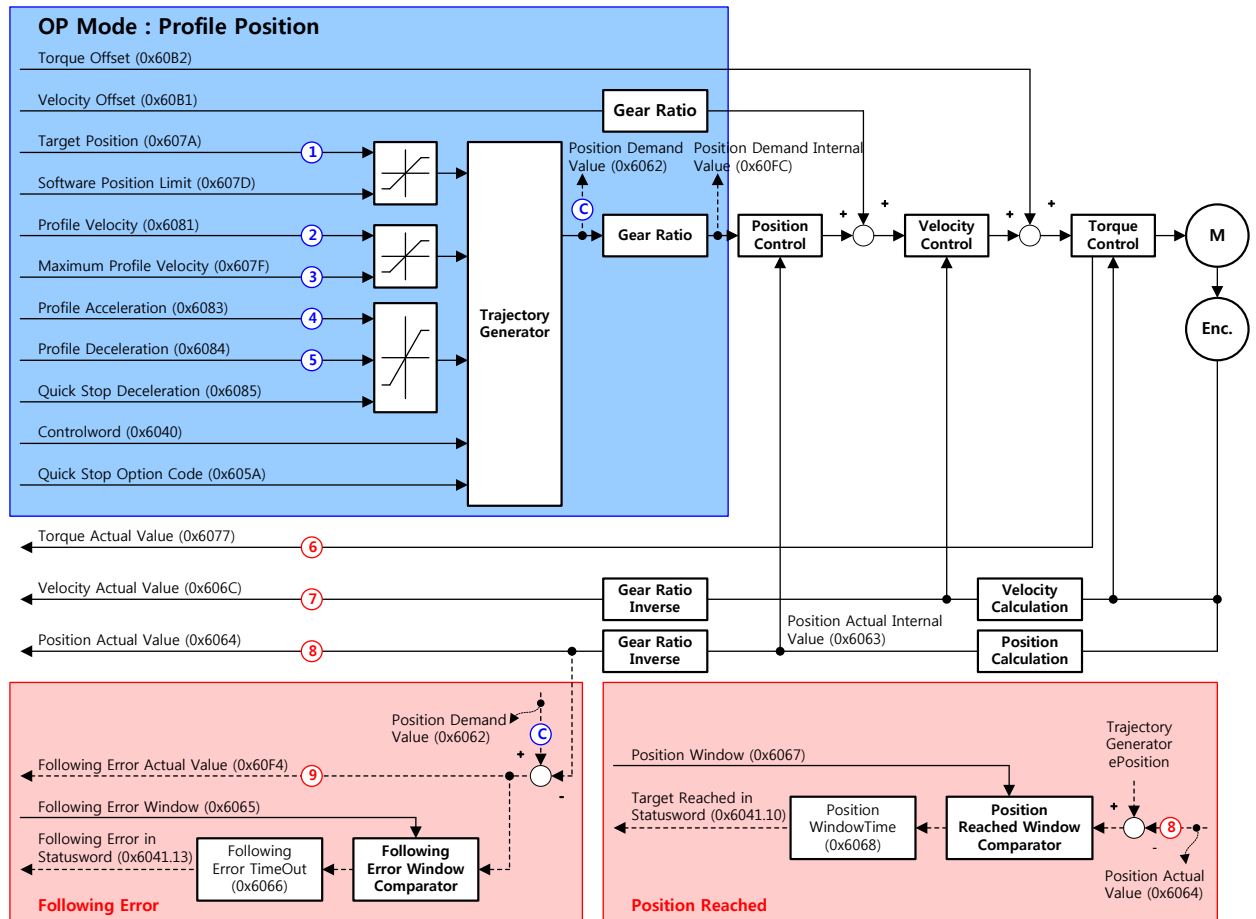 OP Mode : Profile Position
Torque Offset (0x60B2)
Velocity Offset (0x60B1)
Gear Ratio
Target Position (0x607A)
1
Position Demand
Value (0x6062)
Position Demand Internal
Value (0x60FC)
Software Position Limit (0x607D)
C
+
+
+
+
Profile Velocity (0x6081)
2
Gear Ratio
Position
Control
Velocity
Control
Torque
Control
M
Maximum Profile Velocity (0x607F)
3
Profile Acceleration (0x6083)
4
Trajectory
Generator
Enc.
Profile Deceleration (0x6084)
5
Quick Stop Deceleration (0x6085)
Controlword (0x6040)
Quick Stop Option Code (0x605A)
Torque Actual Value (0x6077)
6
Velocity Actual Value (0x606C)
7
Gear Ratio
Inverse
Velocity
Calculation
Position Actual Value (0x6064)
8
Gear Ratio
Inverse
Position Actual Internal
Value (0x6063)
Position
Calculation
Position Demand
Value (0x6062)
C
+
-
Following Error Actual Value (0x60F4)
9
Following Error Window (0x6065)
Following Error in
Statusword (0x6041.13)
Following
Error TimeOut
(0x6066)
Following
Error Window
Comparator
Following Error
Trajectory
Generator
ePosition
Position Window (0x6067)
Target Reached in
Statusword (0x6041.10)
Position
WindowTime
(0x6068)
Position
Reached Window
Comparator
+
-
8
Position Actual
Value (0x6064)
Position Reached